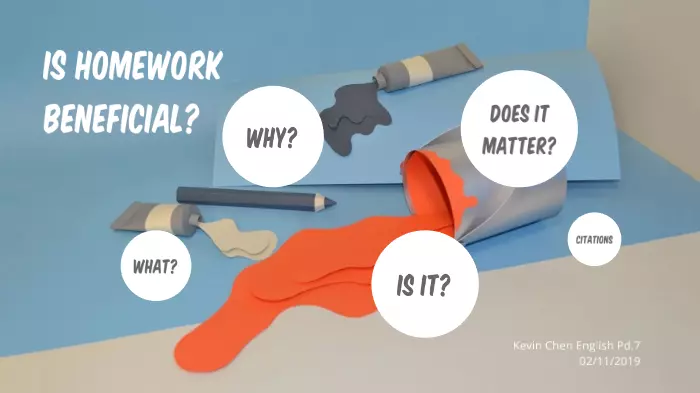 IS HOMEWORK
BENEFICIAL?
WHY?
DOES IT
MATTER?
WHAT?
IS IT?
CITATIONS
Kevin Chen English Pd.7
02/11/2019